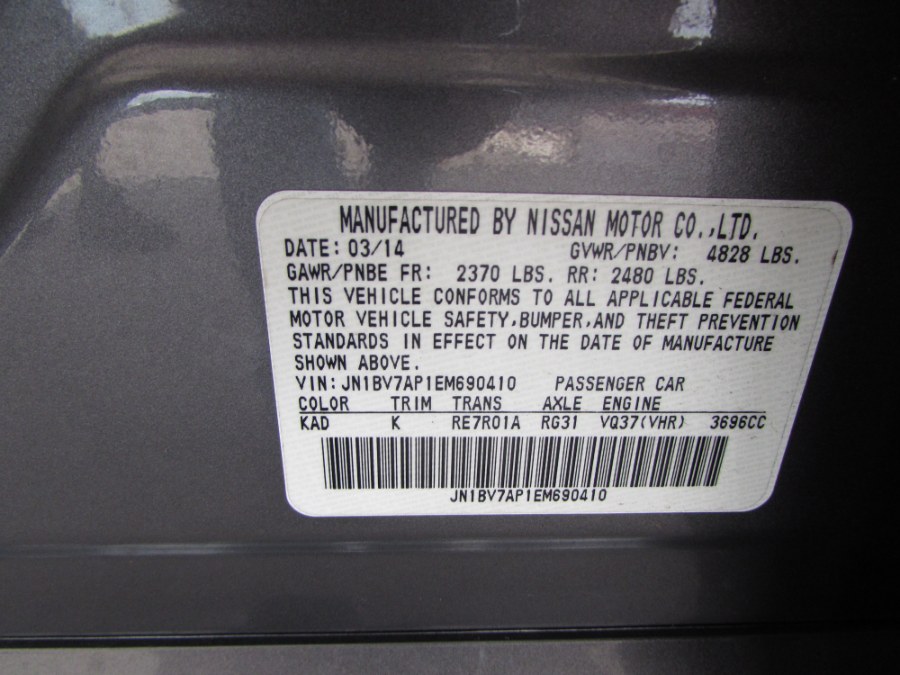 MANUFACTURED BY NISSAN MOTOR CO.,LTD.
DATE: 03/14 GVWR/PNBV: 4828 LBS.
GAWR/PNBE FR: 2370 LBS. RR: 2480 LBS.
THIS VEHICLE CONFORMS TO ALL APPLICABLE FEDERAL
MOTOR VEHICLE SAFETY,BUMPER,AND THEFT PREVENTION
STANDARDS IN EFFECT ON THE DATE OF MANUFACTURE
SHOWN ABOVE.
VIN: JN1BV7AP1EM690410 PASSENGER CAR
COLOR TRIM TRANS AXLE ENGINE
KAD K RE7R01A RG31 VQ37(VHR) 3696CC
JN1BV7AP1EM690410